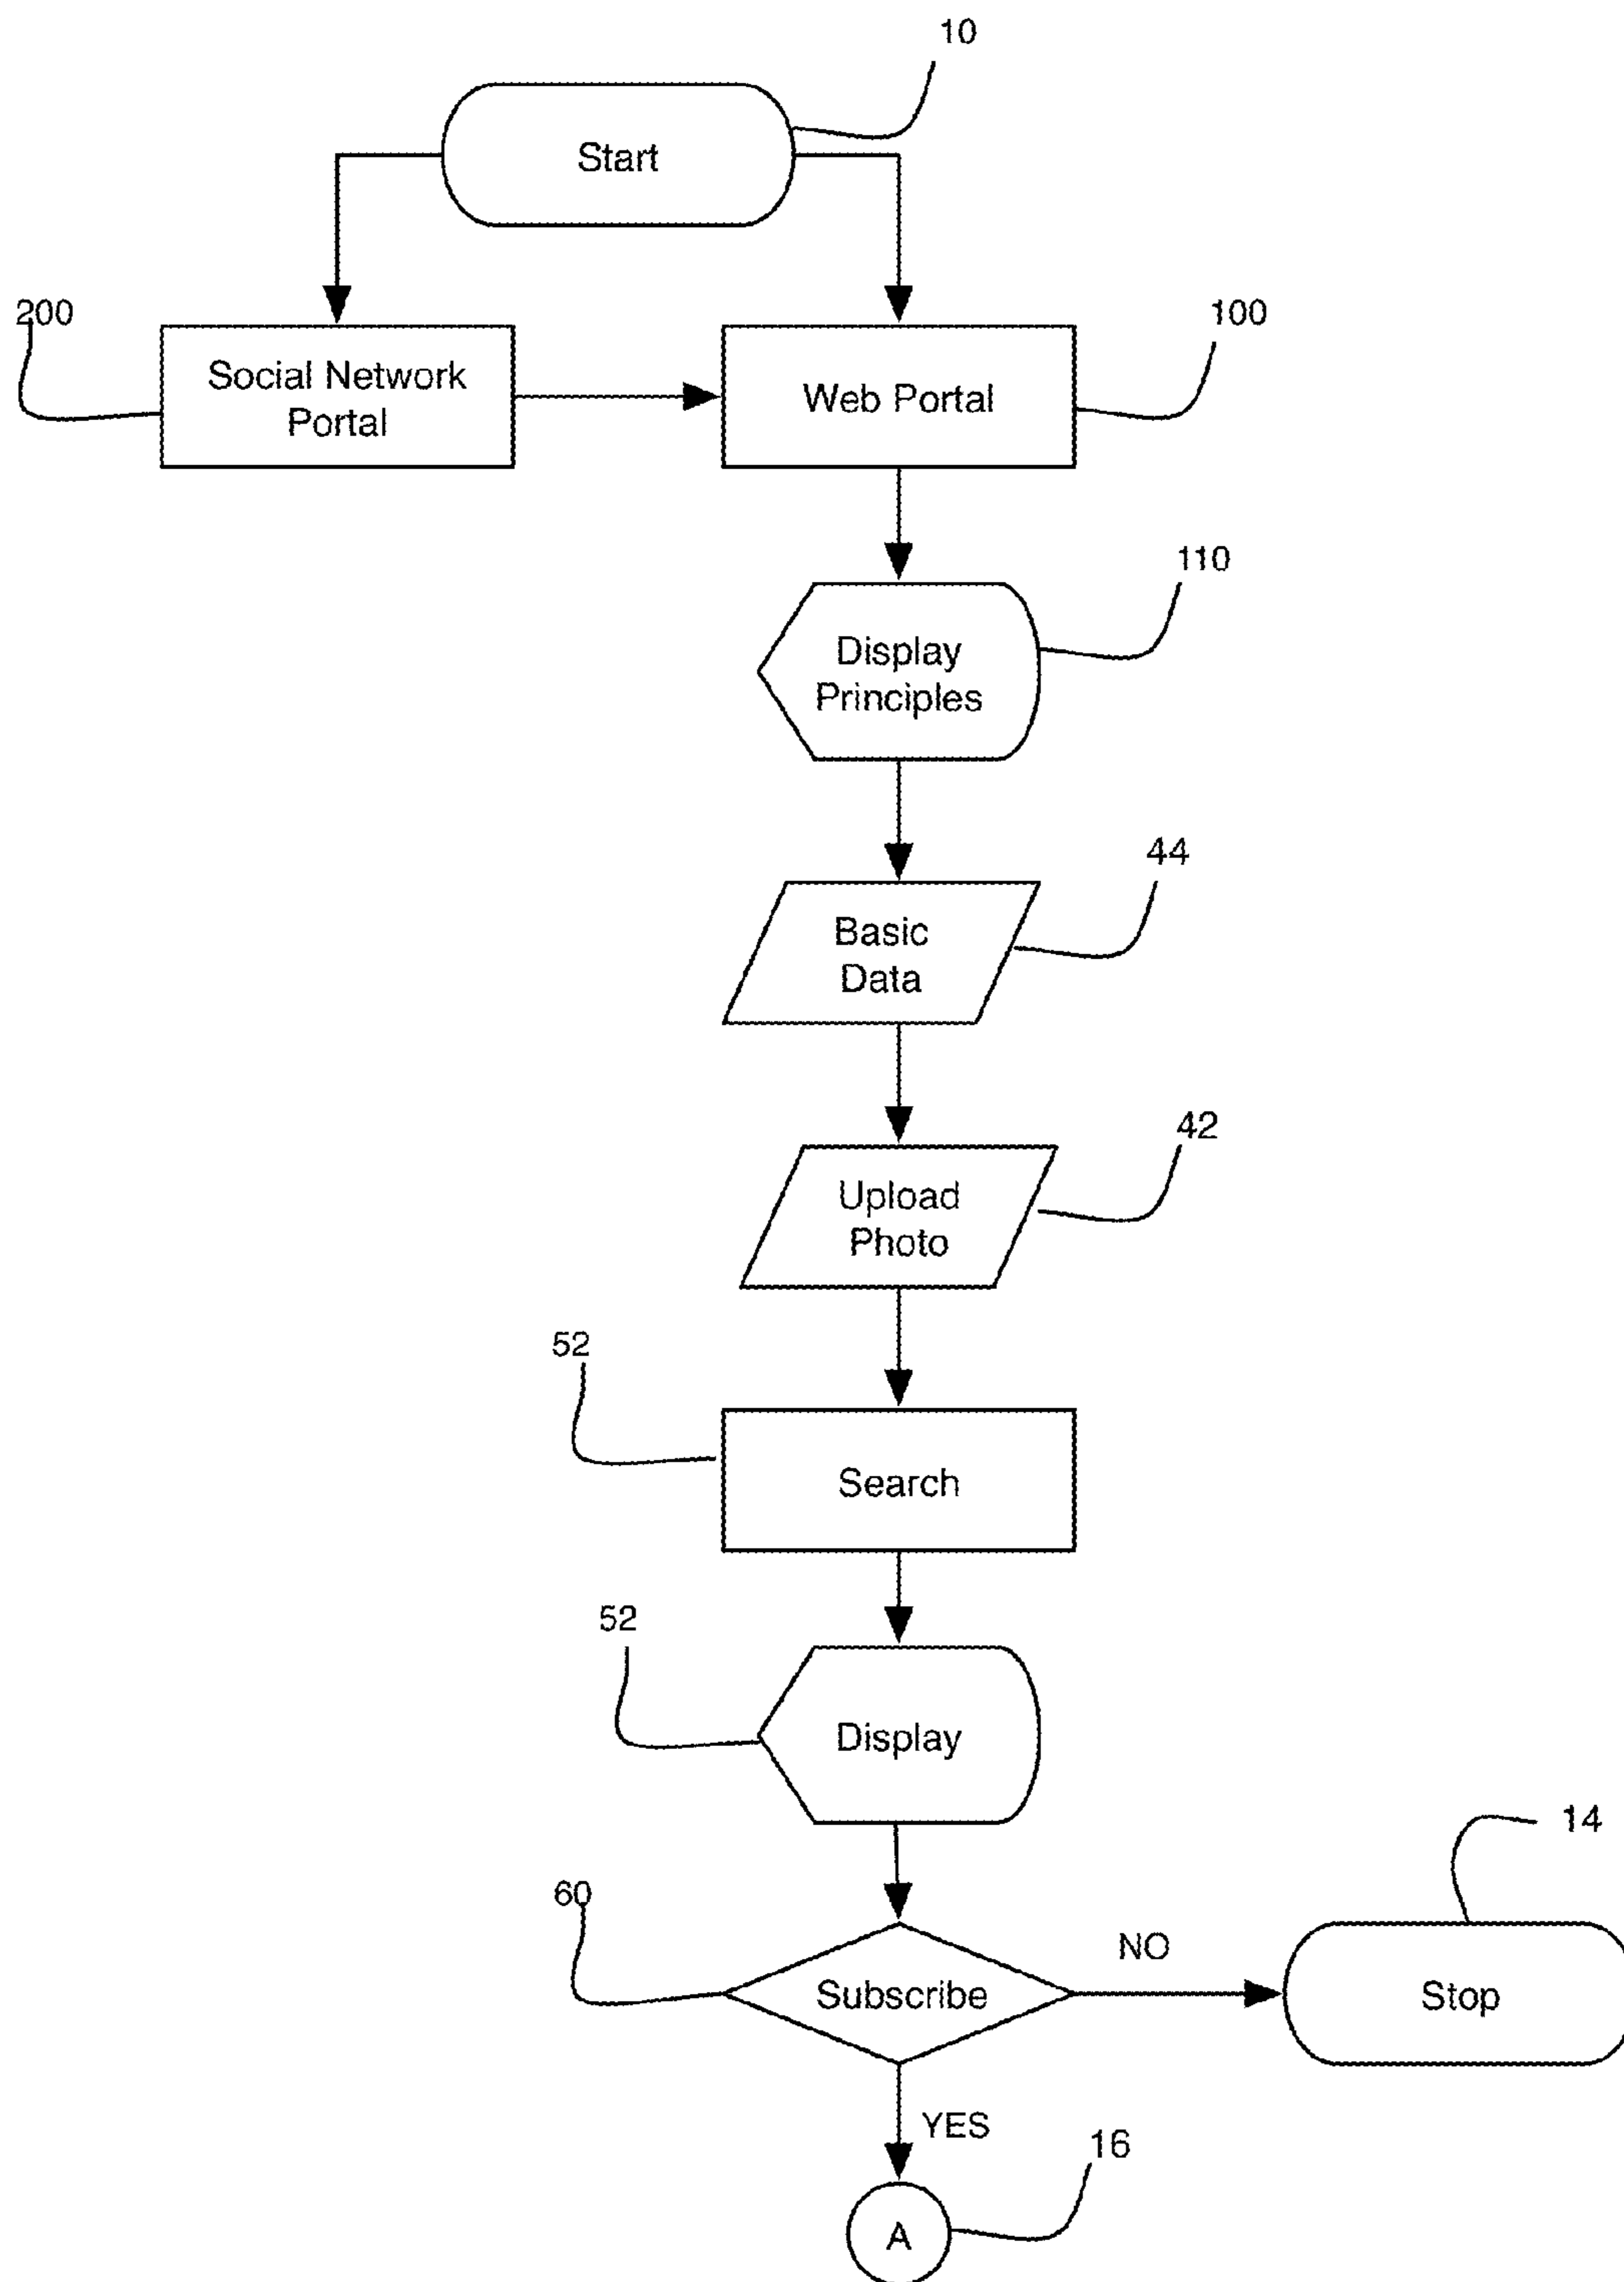 10
Start
200
100
Social Network
Portal
Web Portal
110
Display
Principles
44
Basic
Data
42
Upload
Photo
52
Search
52
Display
14
60
NO
Subscribe
Stop
YES
16
A